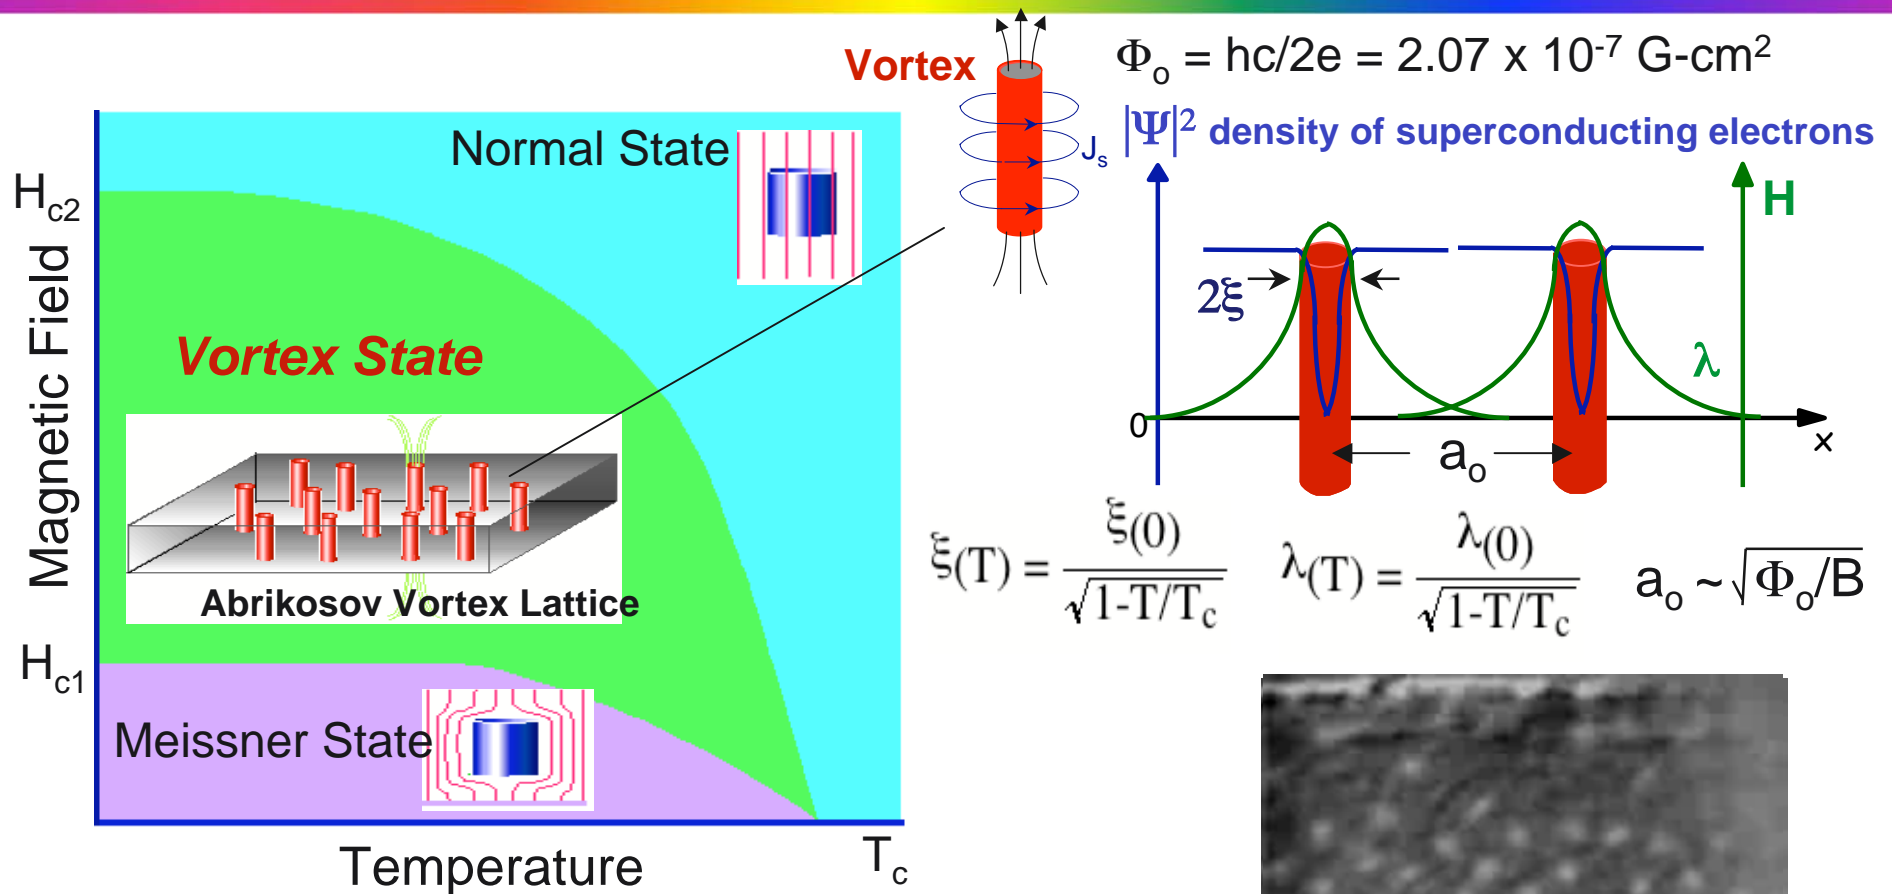 Vortex
Φo = hc/2e = 2.07 x 10-7 G-cm2
|Ψ|2 density of superconducting electrons
Normal State
Js
Hc2
H
2ξ
Vortex State
λ
Magnetic Field
0
x
ao
ξ(T) = ξ(0) / √1-T/Tc
λ(T) = λ(0) / √1-T/Tc
ao ~ √Φo/B
Abrikosov Vortex Lattice
Hc1
Meissner State
Temperature
Tc